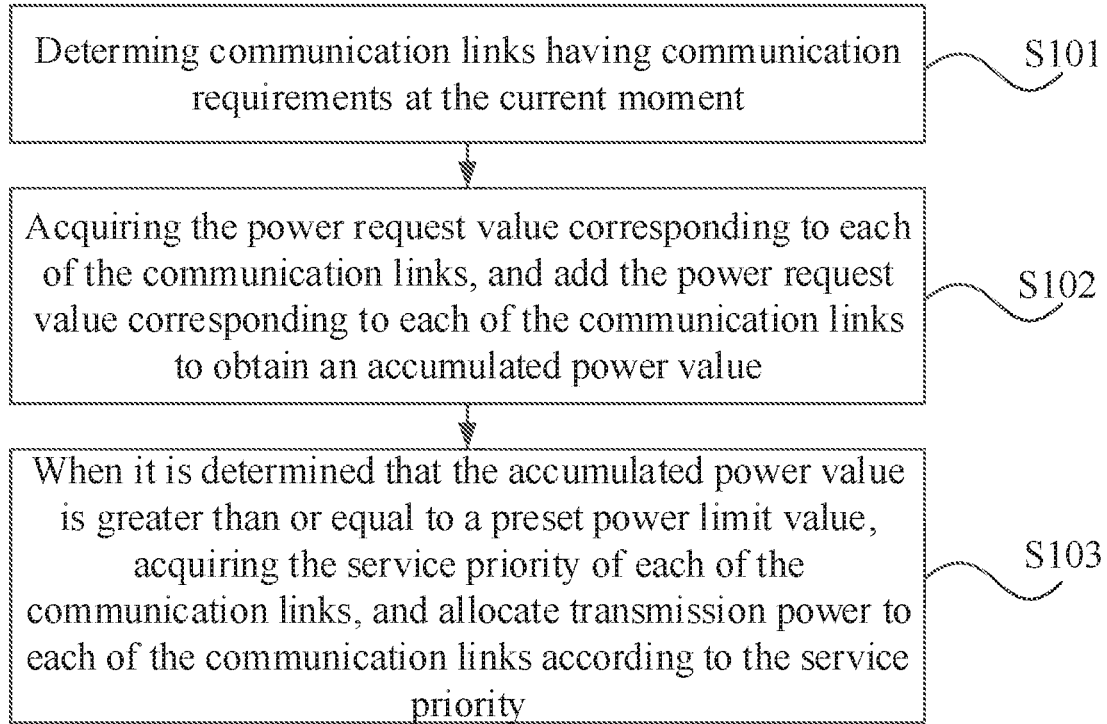 Determing communication links having communication
requirements at the current moment
S101
Acquiring the power request value corresponding to each
of the communication links, and add the power request
value corresponding to each of the communication links
to obtain an accumulated power value
S102
When it is determined that the accumulated power value
is greater than or equal to a preset power limit value,
acquiring the service priority of each of the
communication links, and allocate transmission power to
each of the communication links according to the service
priority
S103